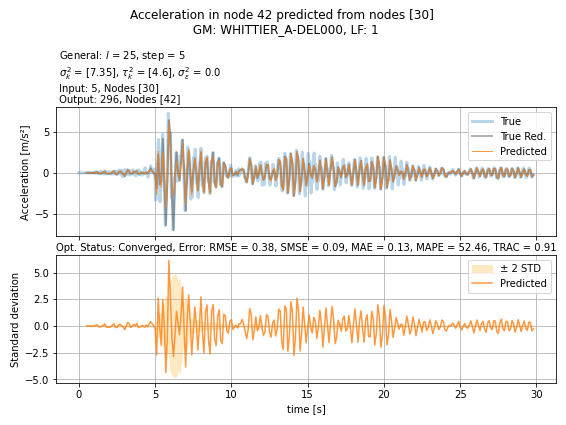 Acceleration in node 42 predicted from nodes [30]
GM: WHITTIER_A-DEL000, LF: 1
General: l = 25, step = 5
σ²ₖ = [7.35], τ²ₖ = [4.6], σ²ε = 0.0
Input: 5, Nodes [30]
Output: 296, Nodes [42]
Acceleration [m/s²]
5
0
−5
True
True Red.
Predicted
Opt. Status: Converged, Error: RMSE = 0.38, SMSE = 0.09, MAE = 0.13, MAPE = 52.46, TRAC = 0.91
Standard deviation
5.0
2.5
0.0
−2.5
−5.0
± 2 STD
Predicted
0 5 10 15 20 25 30
time [s]